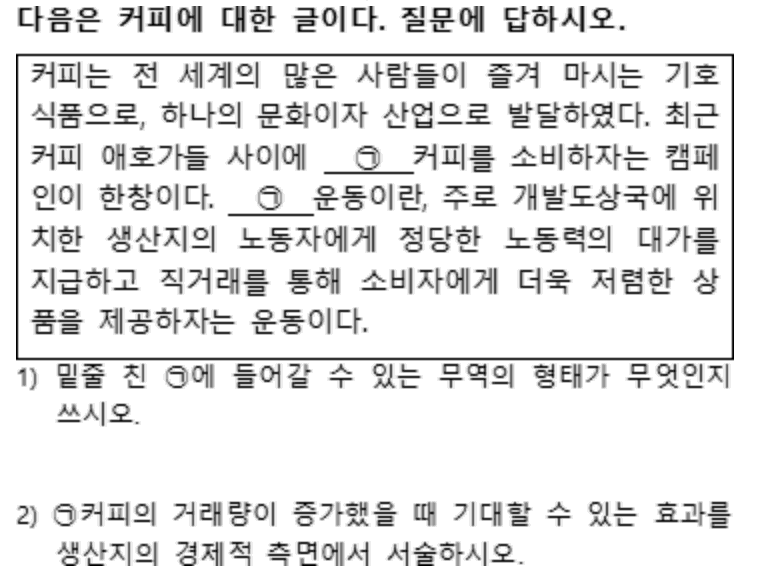 다음은 커피에 대한 글이다. 질문에 답하시오.
커피는 전 세계의 많은 사람들이 즐겨 마시는 기호
식품으로, 하나의 문화이자 산업으로 발달하였다. 최근
커피 애호가들 사이에 ㉠ 커피를 소비하자는 캠페
인이 한창이다. ㉠ 운동이란, 주로 개발도상국에 위
치한 생산지의 노동자에게 정당한 노동력의 대가를
지급하고 직거래를 통해 소비자에게 더욱 저렴한 상
품을 제공하자는 운동이다.
1) 밑줄 친 ㉠에 들어갈 수 있는 무역의 형태가 무엇인지
쓰시오.
2) ㉠커피의 거래량이 증가했을 때 기대할 수 있는 효과를
생산지의 경제적 측면에서 서술하시오.